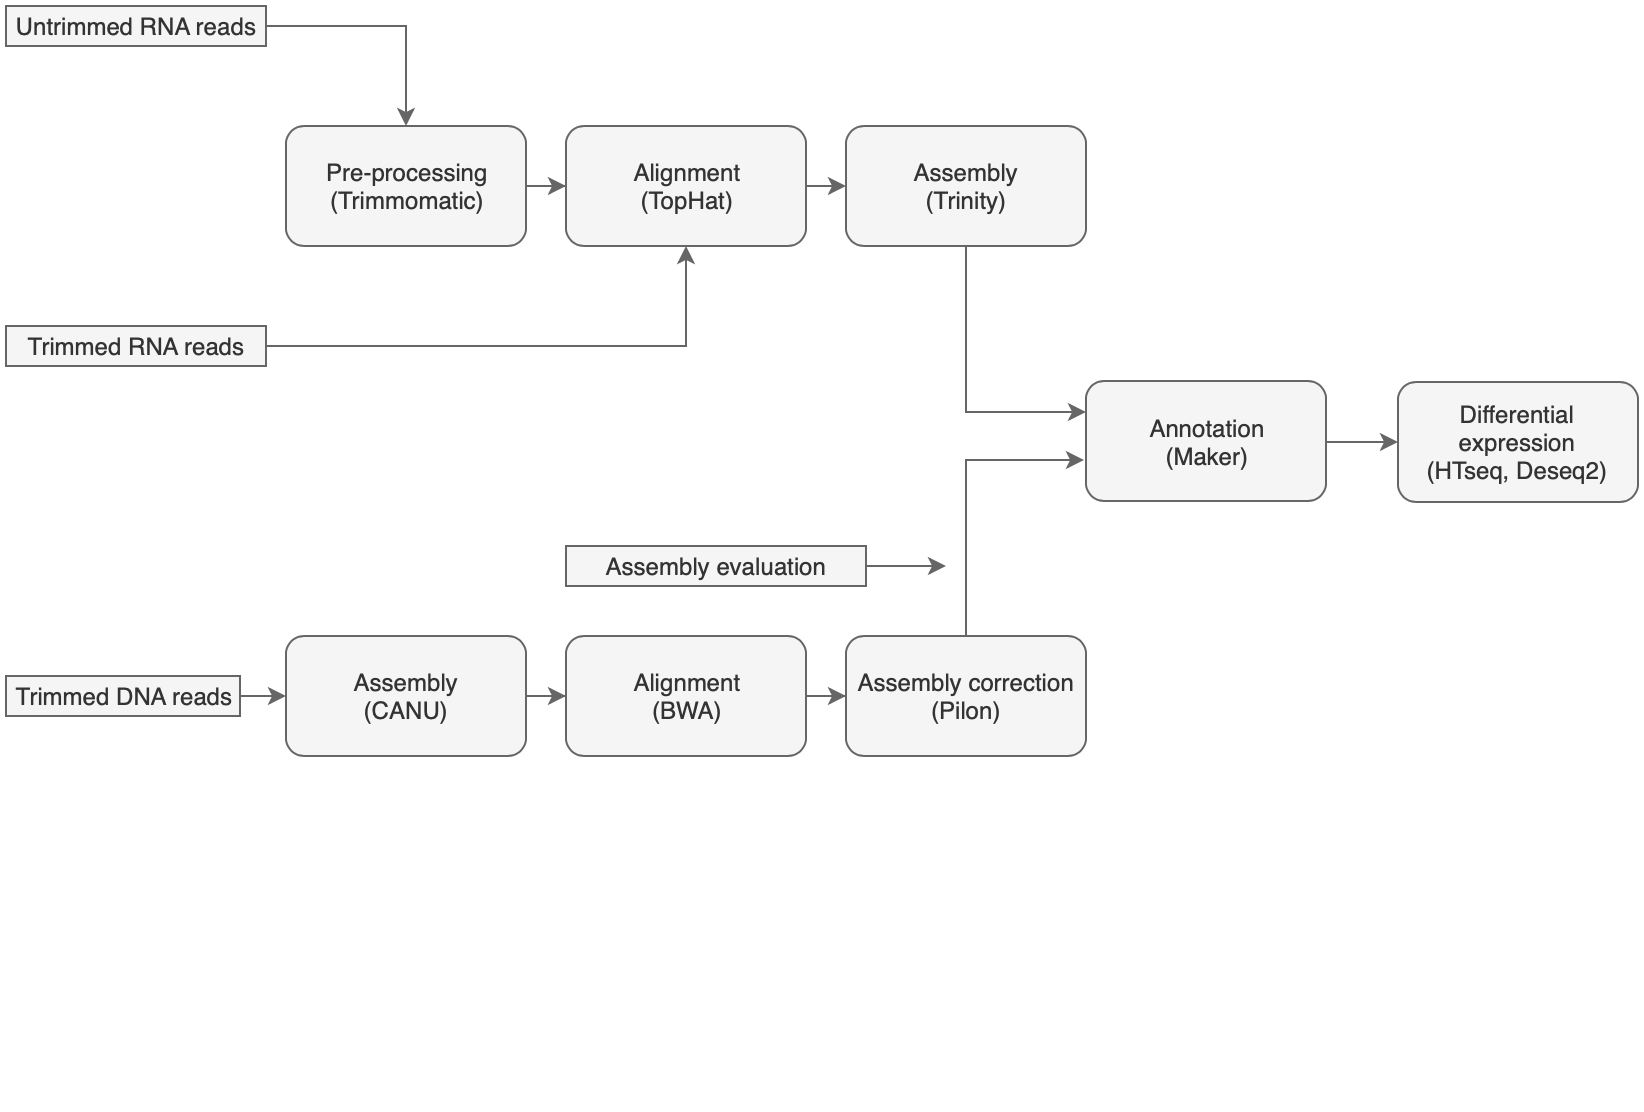 Untrimmed RNA reads
Pre-processing
(Trimmomatic)
Alignment
(TopHat)
Assembly
(Trinity)
Trimmed RNA reads
Annotation
(Maker)
Differential
expression
(HTseq, Deseq2)
Assembly evaluation
Trimmed DNA reads
Assembly
(CANU)
Alignment
(BWA)
Assembly correction
(Pilon)